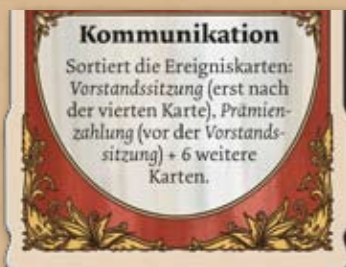 Kommunikation
Sortiert die Ereigniskarten:
Vorstandssitzung (erst nach
der vierten Karte), Prämien-
zahlung (vor der Vorstands-
sitzung) + 6 weitere
Karten.